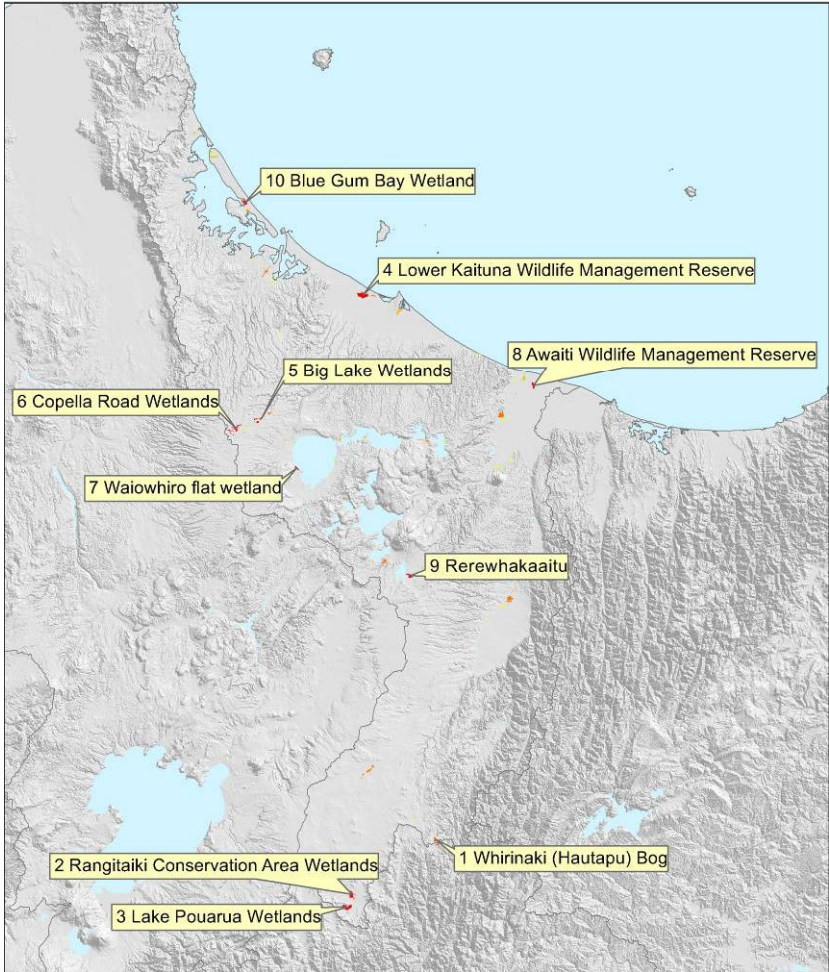 10 Blue Gum Bay Wetland
4 Lower Kaituna Wildlife Management Reserve
8 Awaiti Wildlife Management Reserve
5 Big Lake Wetlands
6 Copella Road Wetlands
7 Waiowhiro flat wetland
9 Rerewhakaaitu
1 Whirinaki (Hautapu) Bog
2 Rangitaiki Conservation Area Wetlands
3 Lake Pouarua Wetlands